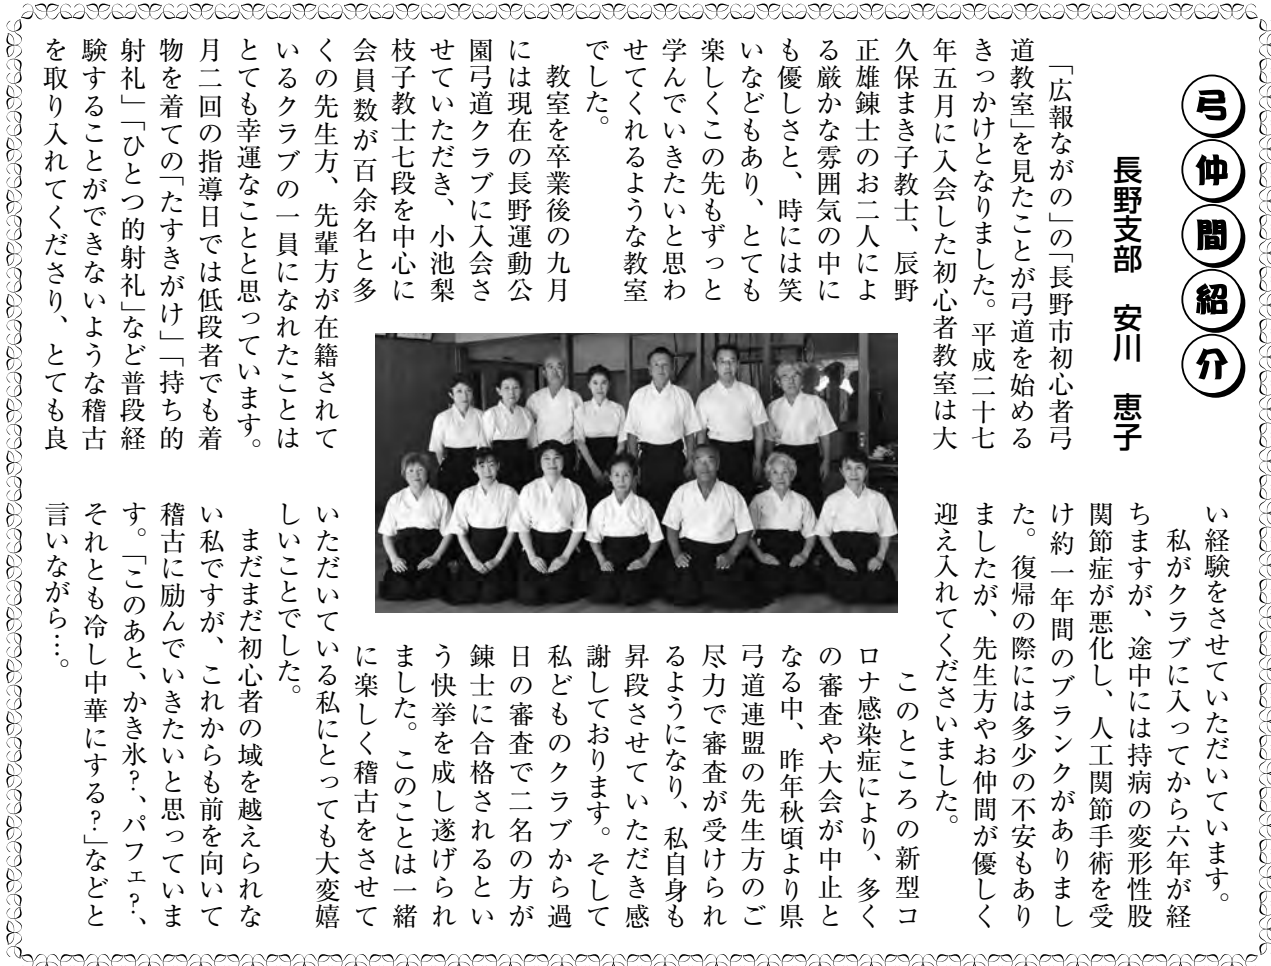 弓仲間紹介
長野支部　安川　恵子
「広報ながの」の「長野市初心者弓
道教室」を見たことが弓道を始める
きっかけとなりました。平成二十七
年五月に入会した初心者教室は大
久保まき子教士、辰野
正雄錬士のお二人によ
る厳かな雰囲気の中に
も優しさと、時には笑
いなどもあり、とても
楽しくこの先もずっと
学んでいきたいと思わ
せてくれるような教室
でした。
教室を卒業後の九月
には現在の長野運動公
園弓道クラブに入会さ
せていただき、小池梨
枝子教士七段を中心に
会員数が百余名と多
くの先生方、先輩方が在籍されて
いるクラブの一員になれたことは
とても幸運なことと思っています。
月二回の指導日では低段者でも着
物を着ての「たすきがけ」「持ち的
射礼」「ひとつ的射礼」など普段経
験することができないような稽古
を取り入れてくださり、とても良
い経験をさせていただいています。
私がクラブに入ってから六年が経
ちますが、途中には持病の変形性股
関節症が悪化し、人工関節手術を受
け約一年間のブランクがありまし
た。復帰の際には多少の不安もあり
ましたが、先生方やお仲間が優しく
迎え入れてくださいました。
このところの新型コ
ロナ感染症により、多く
の審査や大会が中止と
なる中、昨年秋頃より県
弓道連盟の先生方のご
尽力で審査が受けられ
るようになり、私自身も
昇段させていただき感
謝しております。そして
私どものクラブから過
日の審査で二名の方が
錬士に合格されるとい
う快挙を成し遂げられ
ました。このことは一緒
に楽しく稽古をさせて
いただいている私にとっても大変嬉
しいことでした。
まだまだ初心者の域を越えられな
い私ですが、これからも前を向いて
稽古に励んでいきたいと思っていま
す。「このあと、かき氷?、パフェ?、
それとも冷し中華にする?」などと
言いながら…。